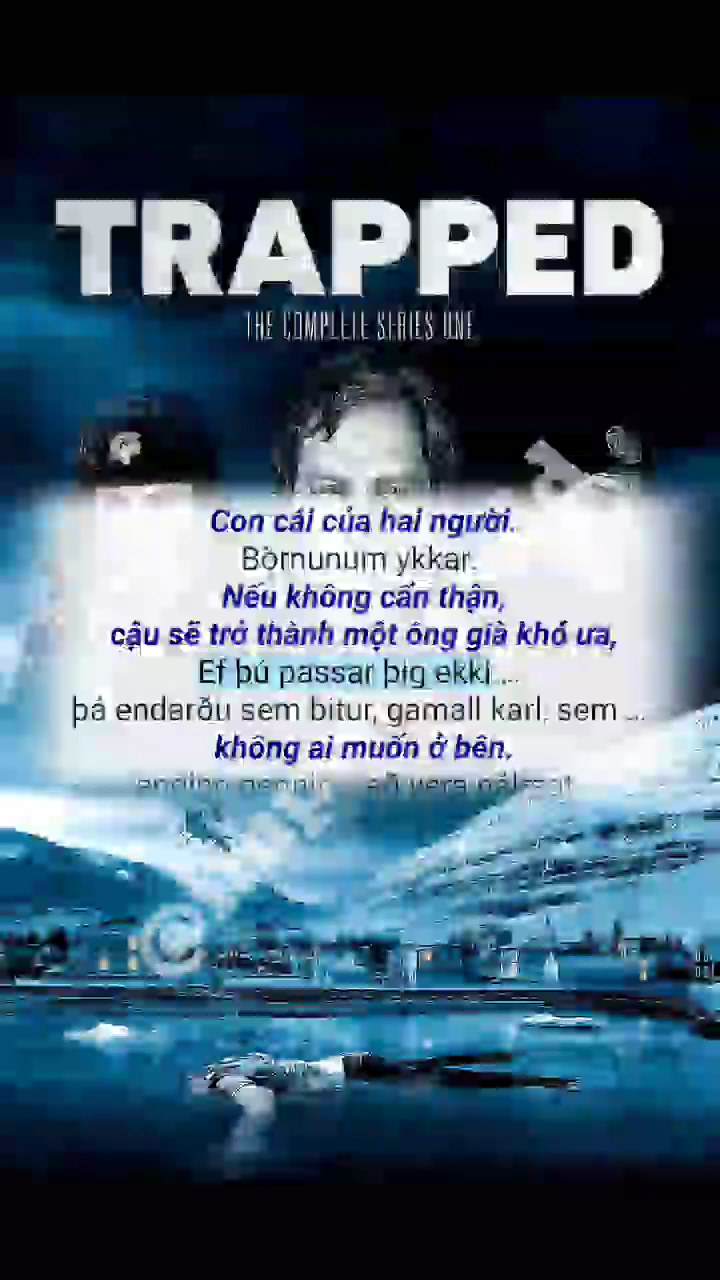 TRAPPED
THE COMPLETE SERIES ONE
Con cái của hai người.
Börnunum ykkar.
Nếu không cẩn thận,
cậu sẽ trở thành một ông già khó ưa,
Ef þú passar þig ekki ...
þá endarðu sem bitur, gamall karl, sem ...
không ai muốn ở bên.